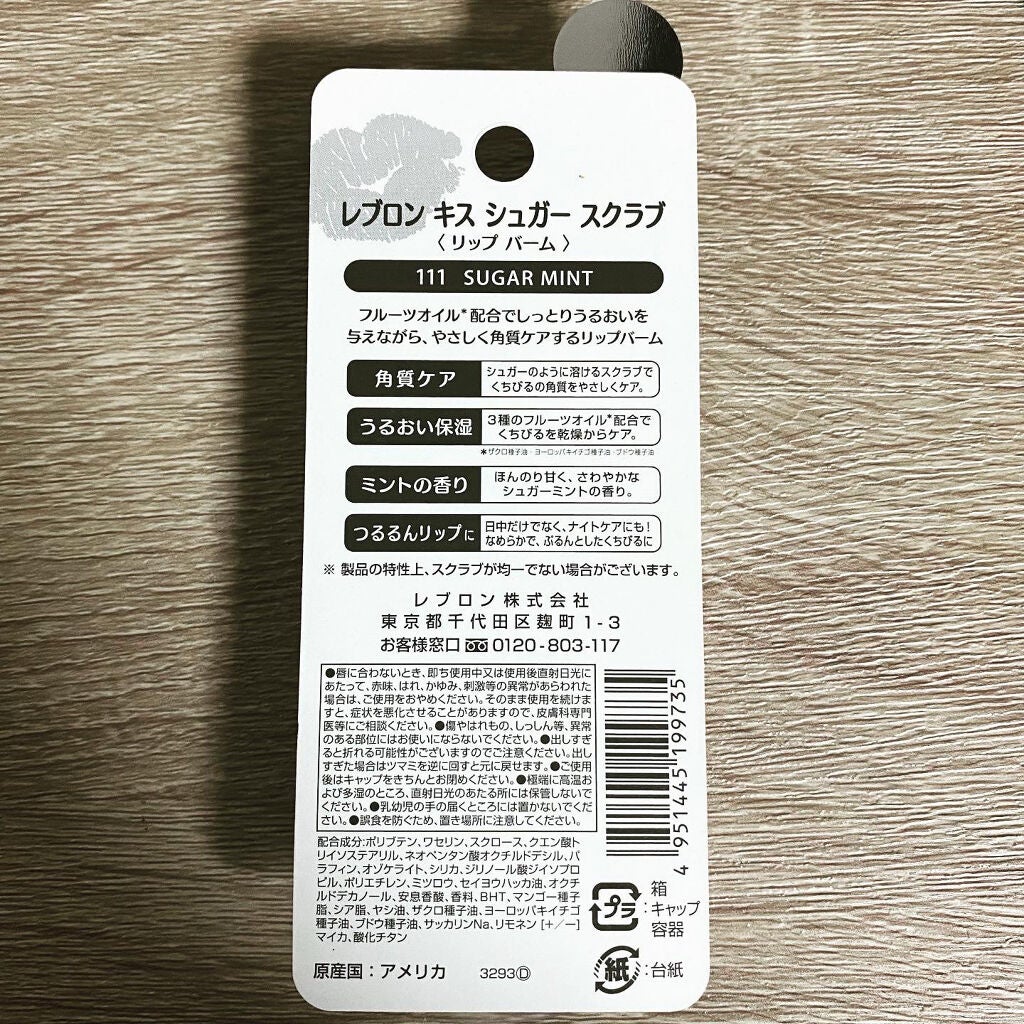 レブロン キス シュガー スクラブ
〈 リップ バーム 〉
111 SUGAR MINT
フルーツオイル*配合でしっとりうるおいを
与えながら、やさしく角質ケアするリップバーム
角質ケア
シュガーのように溶けるスクラブで
くちびるの角質をやさしくケア。
うるおい保湿
3種のフルーツオイル*配合で
くちびるを乾燥からケア。
*ザクロ種子油・ヨーロッパキイチゴ種子油・ブドウ種子油
ミントの香り
ほんのり甘く、さわやかな
シュガーミントの香り。
つるるんリップに
日中だけでなく、ナイトケアにも!
なめらかで、ぷるんとしたくちびるに
※ 製品の特性上、スクラブが均一でない場合がございます。
レブロン株式会社
東京都千代田区麹町1-3
お客様窓口 0120-803-117
●唇に合わないとき、即ち使用中又は使用後直射日光に
あたって、赤味、はれ、かゆみ、刺激等の異常があらわれた
場合は、ご使用をおやめください。そのまま使用を続けま
すと、症状を悪化させることがありますので、皮膚科専門
医等にご相談ください。●傷やはれもの、しっしん等、異常
のある部位にはお使いにならないでください。●出しすぎ
ると折れる可能性がございますのでご注意ください。出し
すぎた場合はツマミを逆に回すと元に戻せます。●ご使用
後はキャップをきちんとお閉めください。●極端に高温お
よび多湿のところ、直射日光のあたる所には保管しないで
ください。●乳幼児の手の届くところには置かないでくだ
さい。●誤食を防ぐため、置き場所に注意してください。
4 951445 199735
配合成分:ポリブテン、ワセリン、スクロース、クエン酸ト
リイソステアリル、ネオペンタン酸オクチルドデシル、パ
ラフィン、オゾケライト、シリカ、ジリノール酸ジイソプロ
ピル、ポリエチレン、ミツロウ、セイヨウハッカ油、オクチ
ルドデカノール、安息香酸、香料、BHT、マンゴー種子
脂、シア脂、ヤシ油、ザクロ種子油、ヨーロッパキイチゴ
種子油、ブドウ種子油、サッカリンNa、リモネン [+/-]
マイカ、酸化チタン
プラ
箱
:キャップ
容器
原産国:アメリカ
3293Ⓓ
紙
:台紙